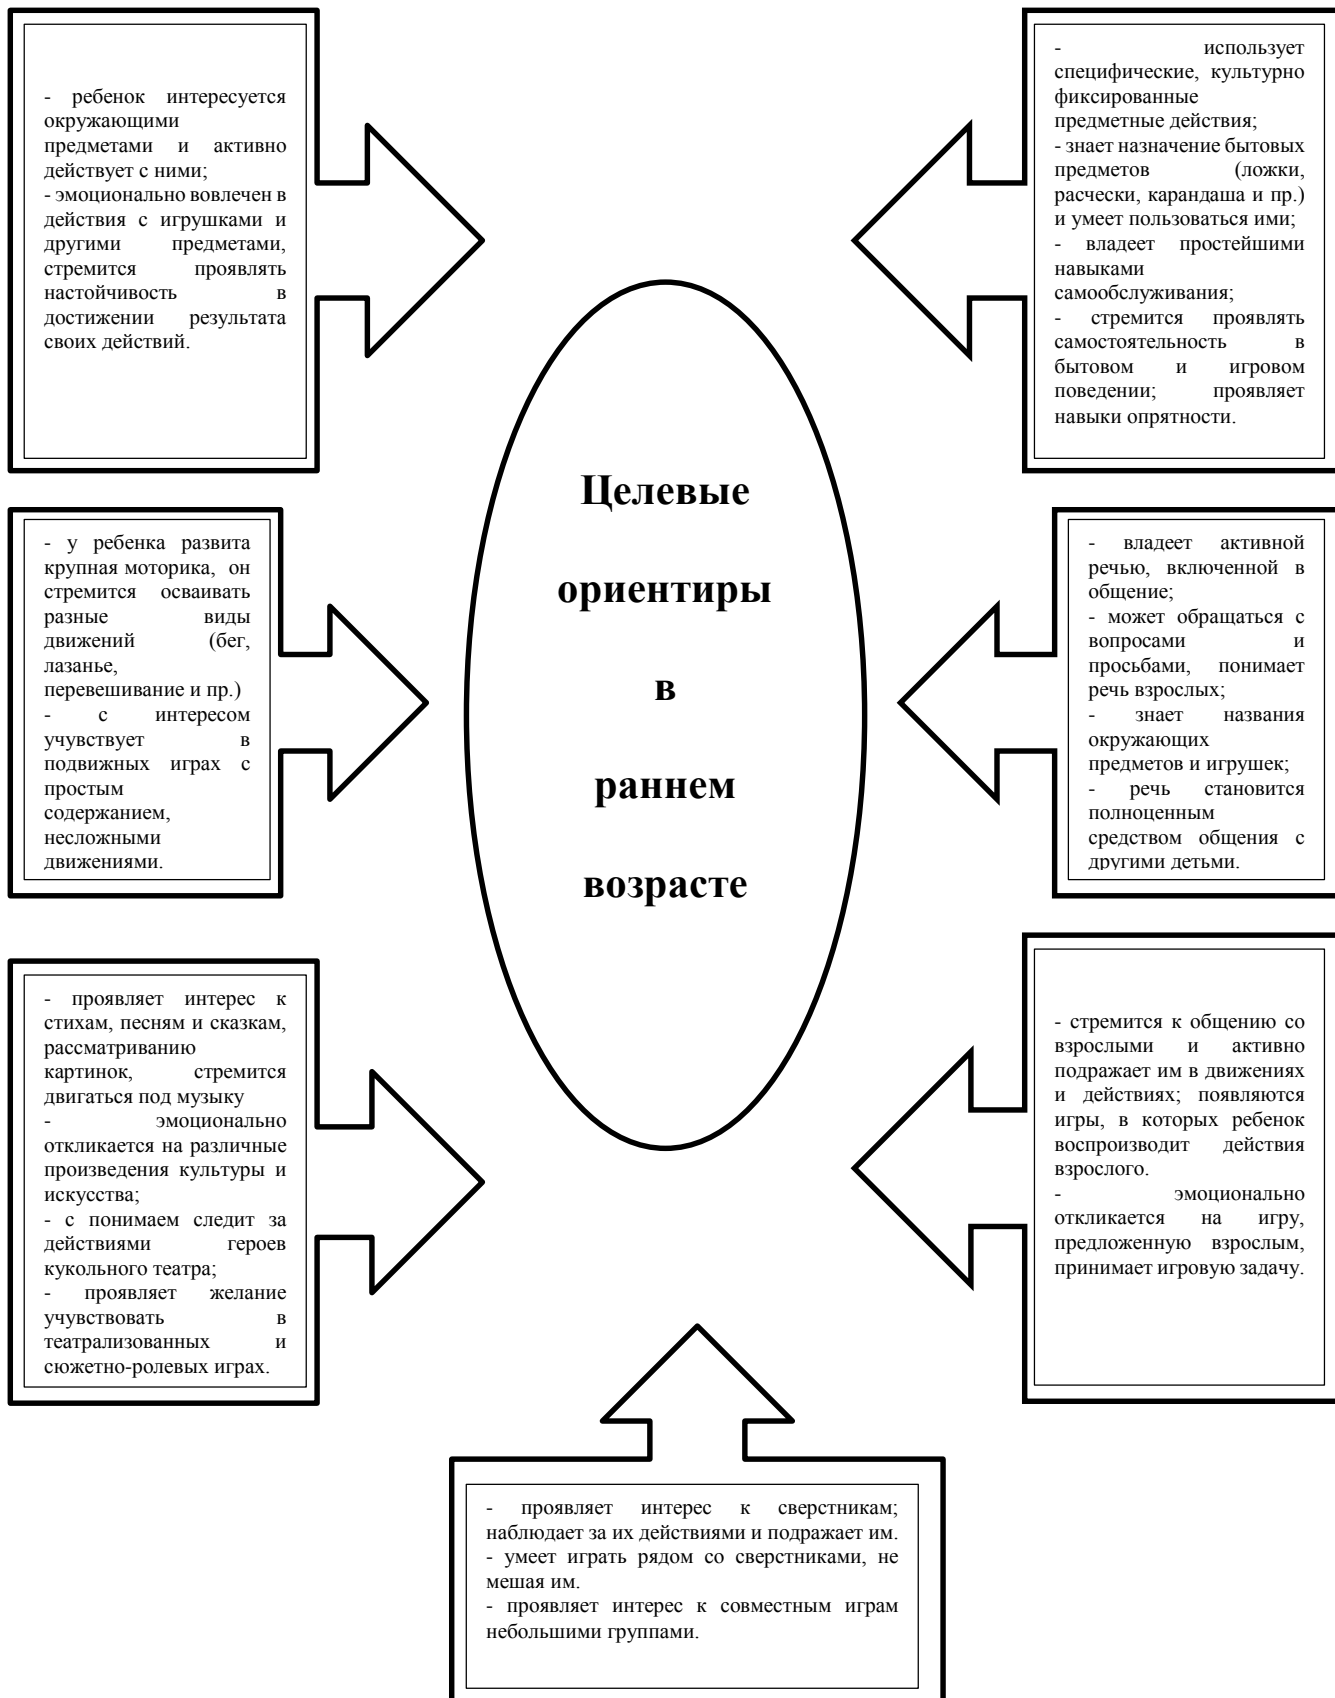 - ребенок интересуется
окружающими
предметами и активно
действует с ними;
- эмоционально вовлечен в
действия с игрушками и
другими предметами,
стремится проявлять
настойчивость в
достижении результата
своих действий.
- использует
специфические, культурно
фиксированные
предметные действия;
- знает назначение бытовых
предметов (ложки,
расчески, карандаша и пр.)
и умеет пользоваться ими;
- владеет простейшими
навыками
самообслуживания;
- стремится проявлять
самостоятельность в
бытовом и игровом
поведении; проявляет
навыки опрятности.
Целевые
ориентиры
в
раннем
возрасте
- у ребенка развита
крупная моторика, он
стремится осваивать
разные виды
движений (бег,
лазанье,
перевешивание и пр.)
- с интересом
учувствует в
подвижных играх с
простым
содержанием,
несложными
движениями.
- владеет активной
речью, включенной в
общение;
- может обращаться с
вопросами и
просьбами, понимает
речь взрослых;
- знает названия
окружающих
предметов и игрушек;
- речь становится
полноценным
средством общения с
другими детьми.
- проявляет интерес к
стихам, песням и сказкам,
рассматриванию
картинок, стремится
двигаться под музыку
- эмоционально
откликается на различные
произведения культуры и
искусства;
- с понимаем следит за
действиями героев
кукольного театра;
- проявляет желание
учувствовать в
театрализованных и
сюжетно-ролевых играх.
- стремится к общению со
взрослыми и активно
подражает им в движениях
и действиях; появляются
игры, в которых ребенок
воспроизводит действия
взрослого.
- эмоционально
откликается на игру,
предложенную взрослым,
принимает игровую задачу.
- проявляет интерес к сверстникам;
наблюдает за их действиями и подражает им.
- умеет играть рядом со сверстниками, не
мешая им.
- проявляет интерес к совместным играм
небольшими группами.